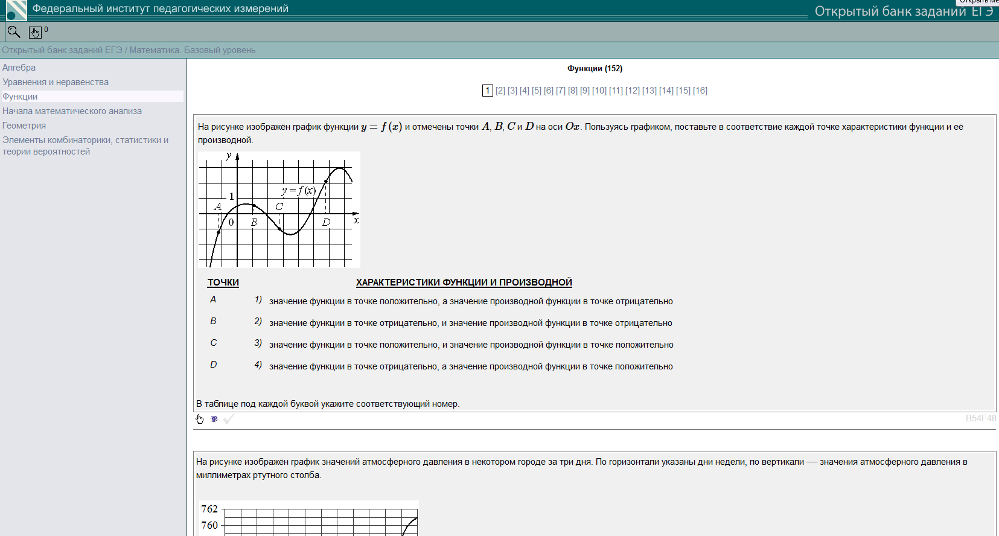 Федеральный институт педагогических измерений
Открытый банк заданий ЕГЭ
0
Открытый банк заданий ЕГЭ / Математика. Базовый уровень
Алгебра
Уравнения и неравенства
Функции
Начала математического анализа
Геометрия
Элементы комбинаторики, статистики и
теории вероятностей
Функции (152)
1 [2] [3] [4] [5] [6] [7] [8] [9] [10] [11] [12] [13] [14] [15] [16]
На рисунке изображён график функции y = f (x) и отмечены точки A, B, C и D на оси Ox. Пользуясь графиком, поставьте в соответствие каждой точке характеристики функции и её
производной.
y
y = f (x)
1
A
C
0
B
D
x
ТОЧКИ
ХАРАКТЕРИСТИКИ ФУНКЦИИ И ПРОИЗВОДНОЙ
A 1) значение функции в точке положительно, а значение производной функции в точке отрицательно
B 2) значение функции в точке отрицательно, и значение производной функции в точке отрицательно
C 3) значение функции в точке положительно, и значение производной функции в точке положительно
D 4) значение функции в точке отрицательно, а значение производной функции в точке положительно
В таблице под каждой буквой укажите соответствующий номер.
B54F48
На рисунке изображён график значений атмосферного давления в некотором городе за три дня. По горизонтали указаны дни недели, по вертикали — значения атмосферного давления в
миллиметрах ртутного столба.
762
760